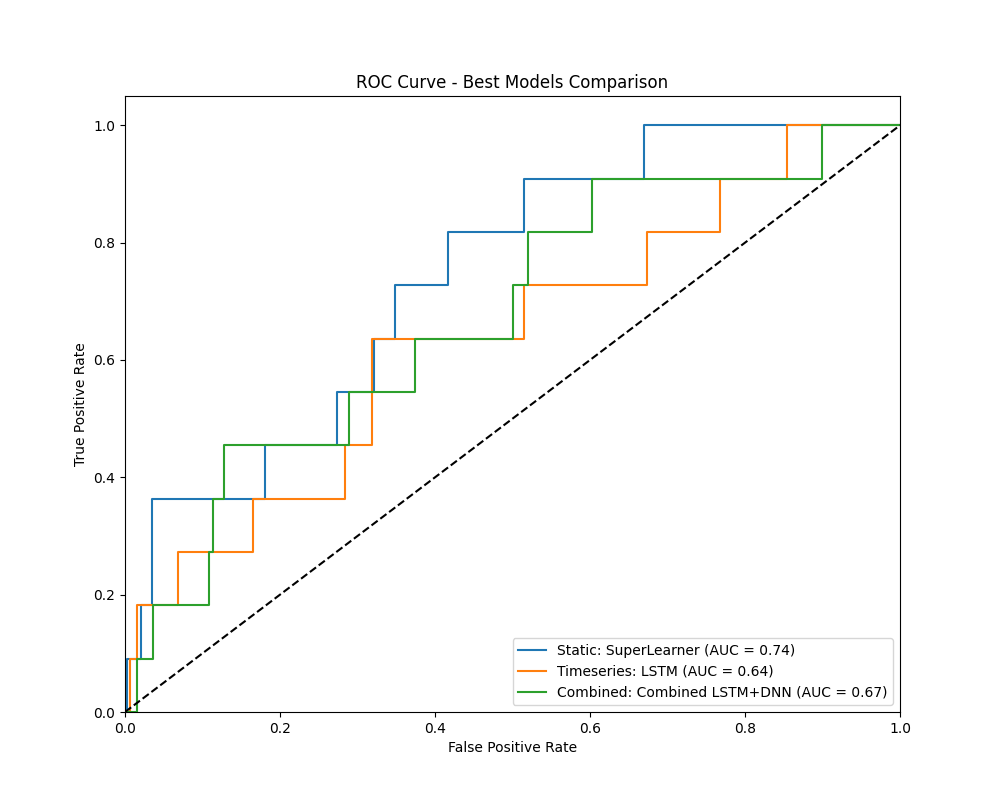 ROC Curve - Best Models Comparison
1.0
0.8
0.6
0.4
0.2
0.0
True Positive Rate
0.0 0.2 0.4 0.6 0.8 1.0
False Positive Rate
Static: SuperLearner (AUC = 0.74)
Timeseries: LSTM (AUC = 0.64)
Combined: Combined LSTM+DNN (AUC = 0.67)